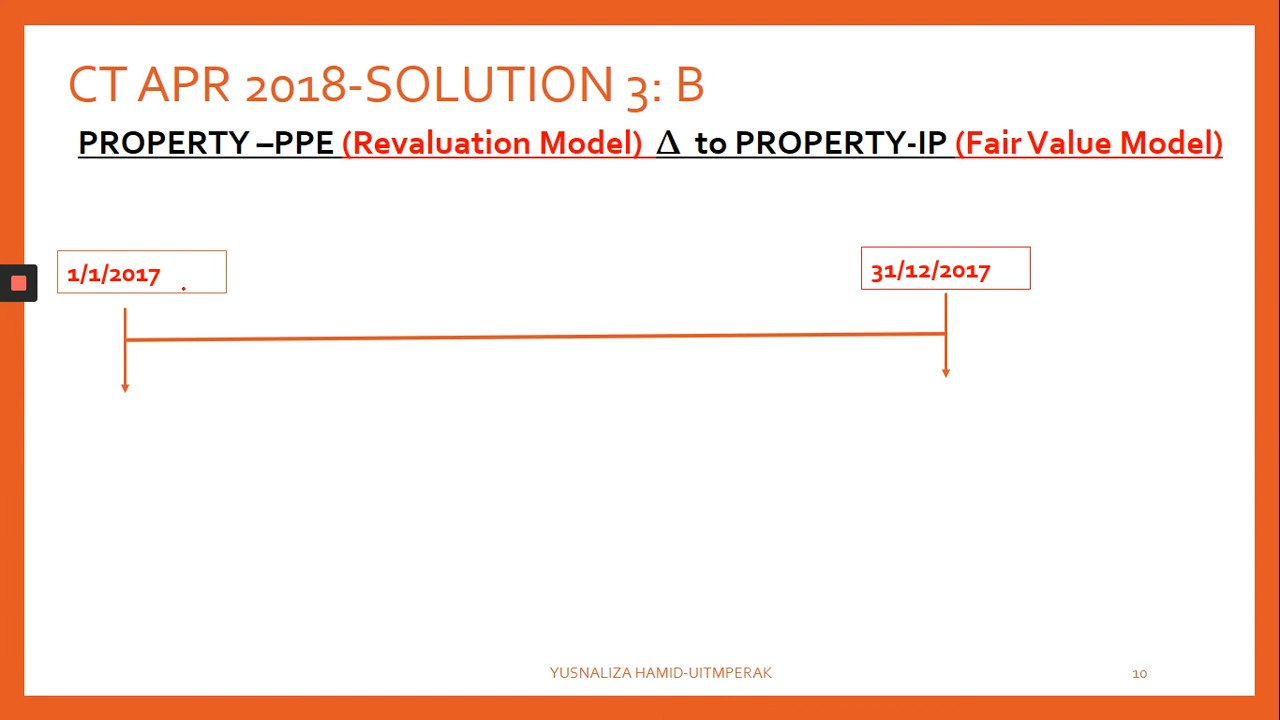 CT APR 2018-SOLUTION 3: B
PROPERTY –PPE (Revaluation Model) Δ to PROPERTY-IP (Fair Value Model)
1/1/2017
31/12/2017
YUSNALIZA HAMID-UITMPERAK
10